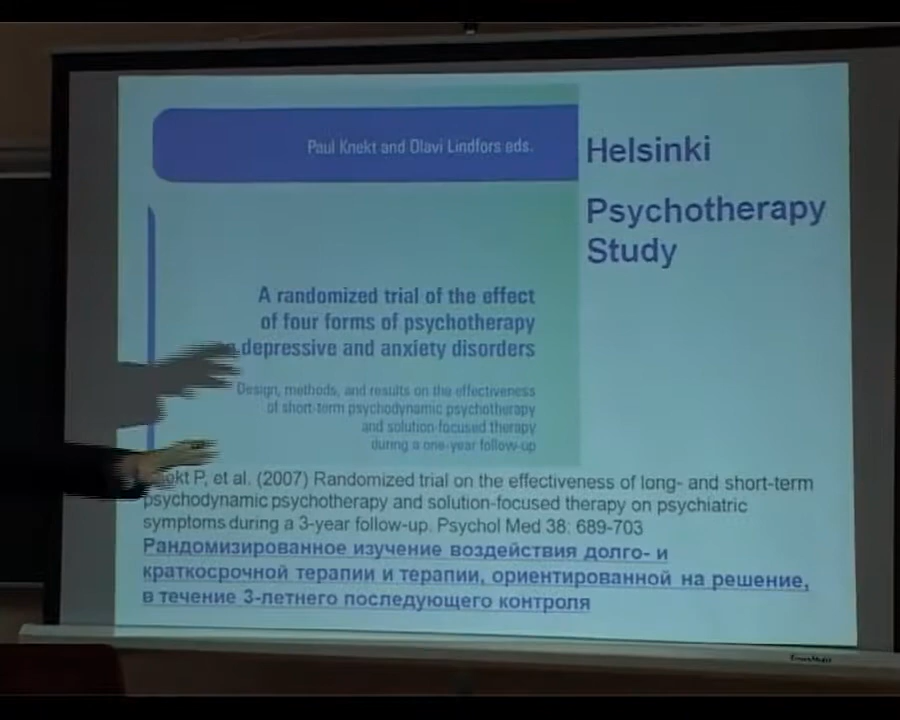 Paul Knekt and Olavi Lindfors eds.
Helsinki
Psychotherapy
Study
A randomized trial of the effect
of four forms of psychotherapy
depressive and anxiety disorders
Design, methods, and results on the effectiveness
of short-term psychodynamic psychotherapy
and solution-focused therapy
during a one-year follow-up
P, et al. (2007) Randomized trial on the effectiveness of long- and short-term
psychodynamic psychotherapy and solution-focused therapy on psychiatric
symptoms during a 3-year follow-up. Psychol Med 38: 689-703
Рандомизированное изучение воздействия долго- и
краткосрочной терапии и терапии, ориентированной на решение,
в течение 3-летнего последующего контроля